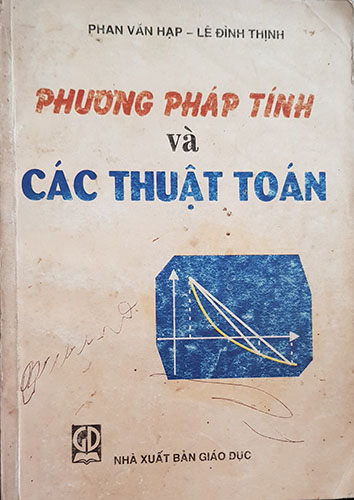 PHAN VĂN HẠP – LÊ ĐÌNH THỊNH
PHƯƠNG PHÁP TÍNH
và
CÁC THUẬT TOÁN
GD
NHÀ XUẤT BẢN GIÁO DỤC